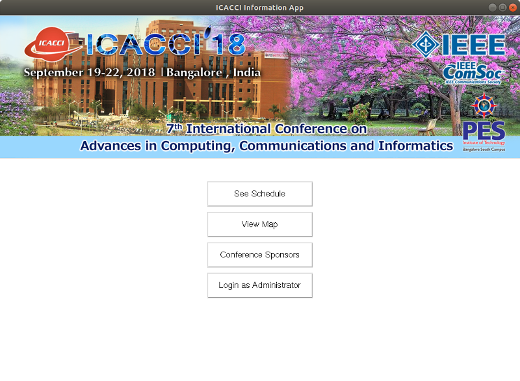 ICACCI Information App
ICACCI
ICACCI'18
September 19-22, 2018 | Bangalore , India
IEEE
IEEE
ComSoc
IEEE Communications Society
7th International Conference on
Advances in Computing, Communications and Informatics
PES
Institute of Technology
Bangalore South Campus
See Schedule
View Map
Conference Sponsors
Login as Administrator